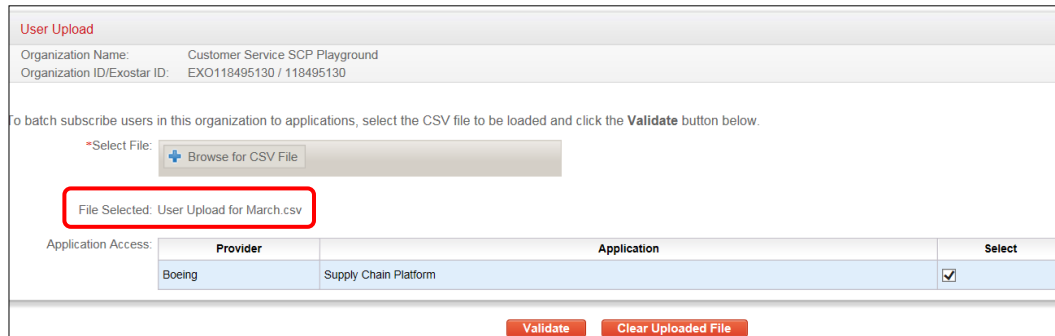 User Upload
Organization Name: Customer Service SCP Playground
Organization ID/Exostar ID: EXO118495130 / 118495130
To batch subscribe users in this organization to applications, select the CSV file to be loaded and click the Validate button below.
*Select File: Browse for CSV File
File Selected: User Upload for March.csv
Application Access: Provider Application Select
Boeing Supply Chain Platform
Validate Clear Uploaded File